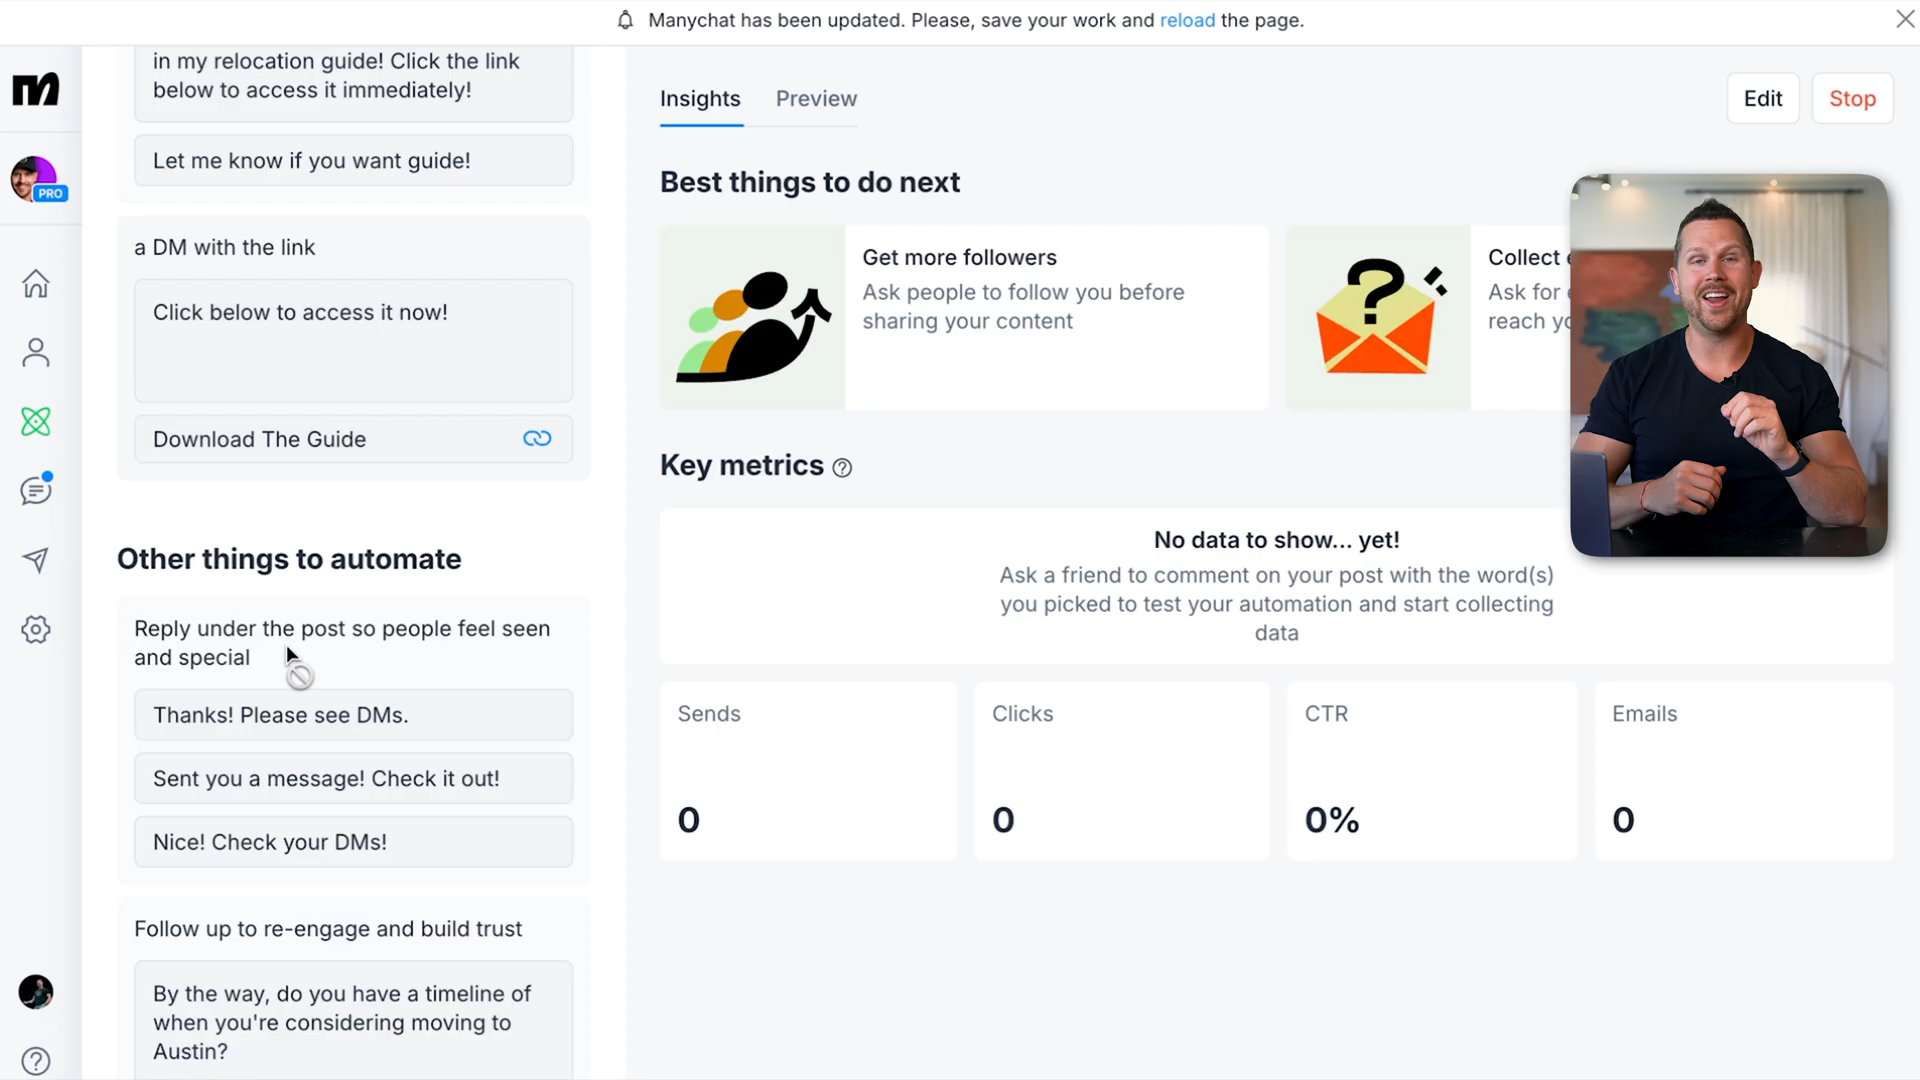 Manychat has been updated. Please, save your work and reload the page.
in my relocation guide! Click the link
below to access it immediately!
Let me know if you want guide!
a DM with the link
Click below to access it now!
Download The Guide
Other things to automate
Reply under the post so people feel seen
and special
Thanks! Please see DMs.
Sent you a message! Check it out!
Nice! Check your DMs!
Follow up to re-engage and build trust
By the way, do you have a timeline of
when you're considering moving to
Austin?
PRO
Insights
Preview
Edit
Stop
Best things to do next
Get more followers
Ask people to follow you before
sharing your content
Collect
Ask for
reach
Key metrics
No data to show... yet!
Ask a friend to comment on your post with the word(s)
you picked to test your automation and start collecting
data
Sends
0
Clicks
0
CTR
0%
Emails
0